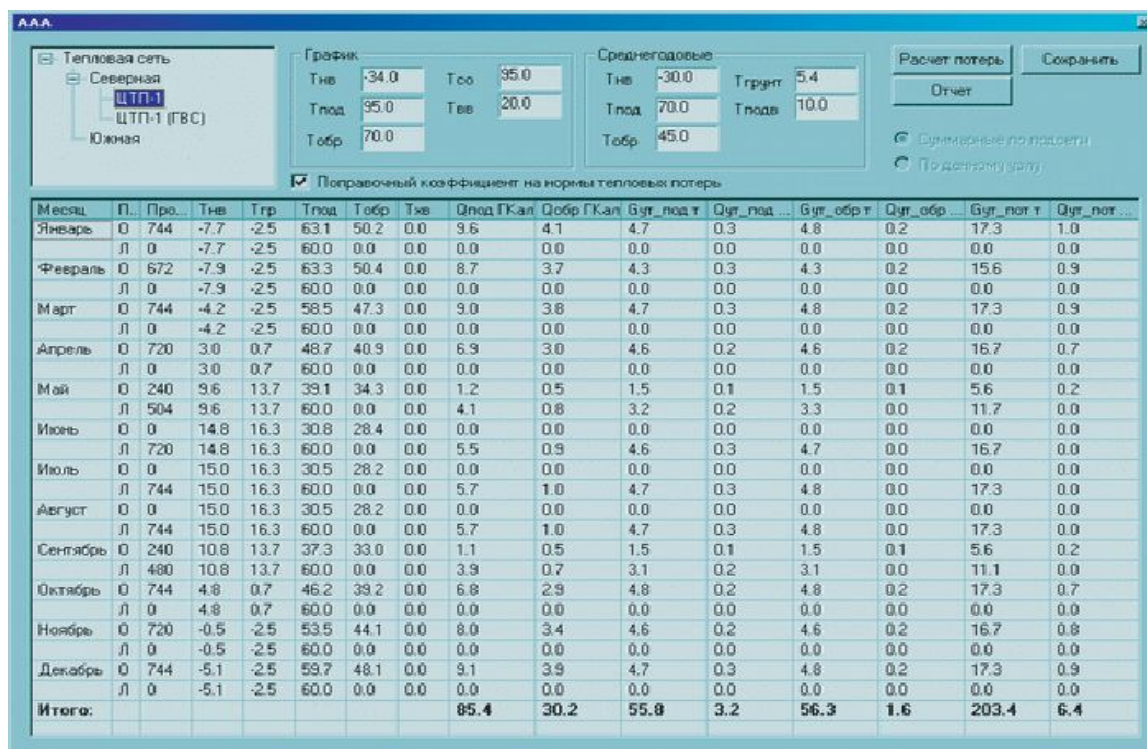 А.А.А.
Тепловая сеть
Северная
ЦТП-1
ЦТП-1 (ГВС)
Южная
График
Тнв -34.0 Тсо 95.0
Тпод 95.0 Твв 20.0
Тобр 70.0
Среднегодовые
Тнв -30.0 Тгрунт 5.4
Тпод 70.0 Тподв 10.0
Тобр 45.0
Расчет потерь Сохранить
Отчет
Суммарные по подсети
По данному узлу
Поправочный коэффициент на нормы тепловых потерь
Месяц П.. Про... Тнв Тгр Тпод Тобр Тхв Qпод ГКал Qобр ГКал Gут_под т Qут_под ... Gут_обр т Qут_обр ... Gут_пот т Qут_пот ...
Январь О 744 -7.7 -2.5 63.1 50.2 0.0 9.6 4.1 4.7 0.3 4.8 0.2 17.3 1.0
Л 0 -7.7 -2.5 60.0 0.0 0.0 0.0 0.0 0.0 0.0 0.0 0.0 0.0 0.0
Февраль О 672 -7.9 -2.5 63.3 50.4 0.0 8.7 3.7 4.3 0.3 4.3 0.2 15.6 0.9
Л 0 -7.9 -2.5 60.0 0.0 0.0 0.0 0.0 0.0 0.0 0.0 0.0 0.0 0.0
Март О 744 -4.2 -2.5 58.5 47.3 0.0 9.0 3.8 4.7 0.3 4.8 0.2 17.3 0.9
Л 0 -4.2 -2.5 60.0 0.0 0.0 0.0 0.0 0.0 0.0 0.0 0.0 0.0 0.0
Апрель О 720 3.0 0.7 48.7 40.9 0.0 6.9 3.0 4.6 0.2 4.6 0.2 16.7 0.7
Л 0 3.0 0.7 60.0 0.0 0.0 0.0 0.0 0.0 0.0 0.0 0.0 0.0 0.0
Май О 240 9.6 13.7 39.1 34.3 0.0 1.2 0.5 1.5 0.1 1.5 0.1 5.6 0.2
Л 504 9.6 13.7 60.0 0.0 0.0 4.1 0.8 3.2 0.2 3.3 0.0 11.7 0.0
Июнь О 0 14.8 16.3 30.8 28.4 0.0 0.0 0.0 0.0 0.0 0.0 0.0 0.0 0.0
Л 720 14.8 16.3 60.0 0.0 0.0 5.5 0.9 4.6 0.3 4.7 0.0 16.7 0.0
Июль О 0 15.0 16.3 30.5 28.2 0.0 0.0 0.0 0.0 0.0 0.0 0.0 0.0 0.0
Л 744 15.0 16.3 60.0 0.0 0.0 5.7 1.0 4.7 0.3 4.8 0.0 17.3 0.0
Август О 0 15.0 16.3 30.5 28.2 0.0 0.0 0.0 0.0 0.0 0.0 0.0 0.0 0.0
Л 744 15.0 16.3 60.0 0.0 0.0 5.7 1.0 4.7 0.3 4.8 0.0 17.3 0.0
Сентябрь О 240 10.8 13.7 37.3 33.0 0.0 1.1 0.5 1.5 0.1 1.5 0.1 5.6 0.2
Л 480 10.8 13.7 60.0 0.0 0.0 3.9 0.7 3.1 0.2 3.1 0.0 11.1 0.0
Октябрь О 744 4.8 0.7 46.2 39.2 0.0 6.8 2.9 4.8 0.2 4.8 0.2 17.3 0.7
Л 0 4.8 0.7 60.0 0.0 0.0 0.0 0.0 0.0 0.0 0.0 0.0 0.0 0.0
Ноябрь О 720 -0.5 -2.5 53.5 44.1 0.0 8.0 3.4 4.6 0.2 4.6 0.2 16.7 0.8
Л 0 -0.5 -2.5 60.0 0.0 0.0 0.0 0.0 0.0 0.0 0.0 0.0 0.0 0.0
Декабрь О 744 -5.1 -2.5 59.7 48.1 0.0 9.1 3.9 4.7 0.2 4.8 0.2 17.3 0.9
Л 0 -5.1 -2.5 60.0 0.0 0.0 0.0 0.0 0.0 0.0 0.0 0.0 0.0 0.0
Итого: 85.4 30.2 55.8 3.2 56.3 1.6 203.4 6.4